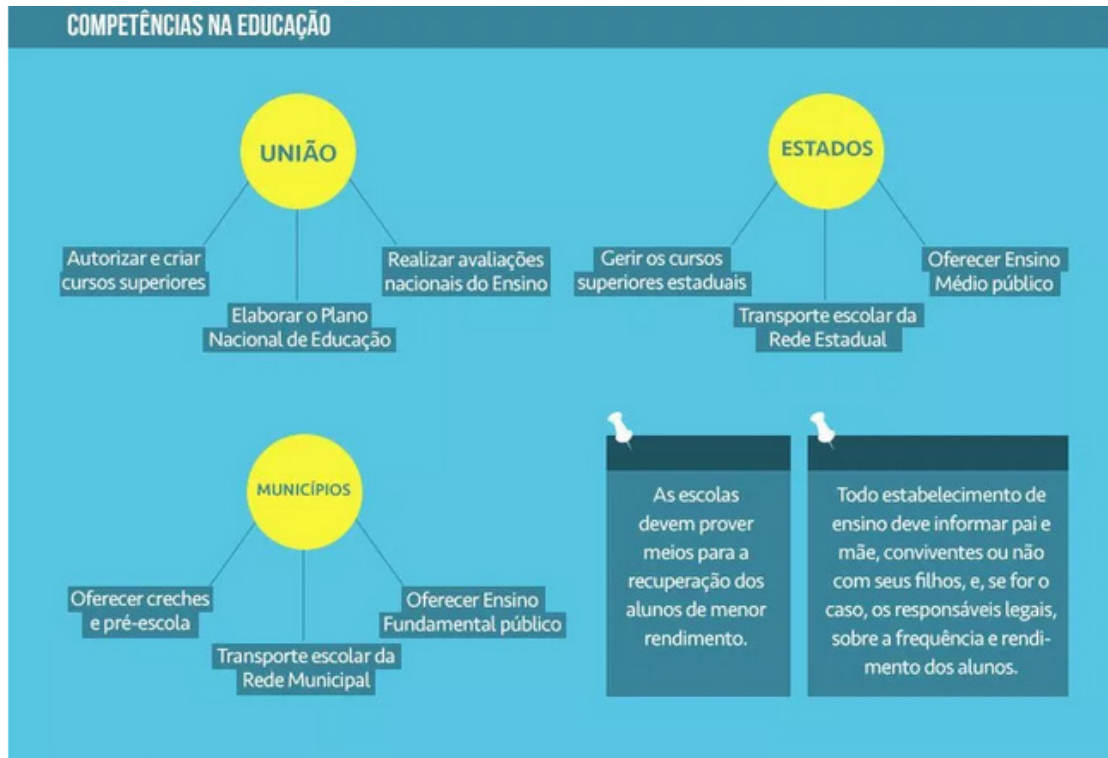 COMPETÊNCIAS NA EDUCAÇÃO
UNIÃO
Autorizar e criar
cursos superiores
Elaborar o Plano
Nacional de Educação
Realizar avaliações
nacionais do Ensino
ESTADOS
Gerir os cursos
superiores estaduais
Transporte escolar da
Rede Estadual
Oferecer Ensino
Médio público
MUNICÍPIOS
Oferecer creches
e pré-escola
Transporte escolar da
Rede Municipal
Oferecer Ensino
Fundamental público
As escolas
devem prover
meios para a
recuperação dos
alunos de menor
rendimento.
Todo estabelecimento de
ensino deve informar pai e
mãe, conviventes ou não
com seus filhos, e, se for o
caso, os responsáveis legais,
sobre a frequência e rendi-
mento dos alunos.